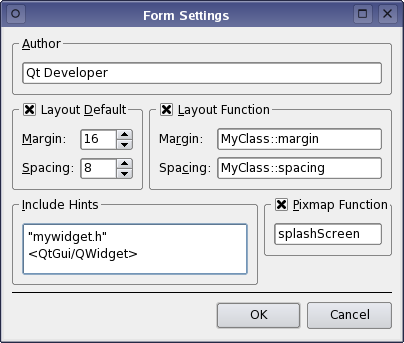 Form Settings
Author
Qt Developer
Layout Default
Margin: 16
Spacing: 8
Layout Function
Margin: MyClass::margin
Spacing: MyClass::spacing
Include Hints
"mywidget.h"
<QtGui/QWidget>
Pixmap Function
splashScreen
OK Cancel